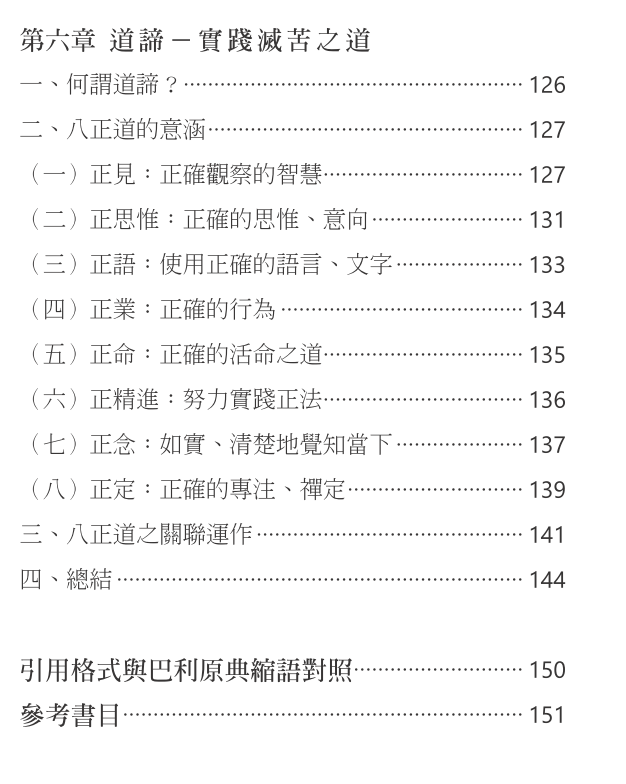 第六章 道諦－實踐滅苦之道
一、何謂道諦？⋯⋯⋯⋯⋯⋯⋯⋯⋯⋯⋯⋯⋯⋯⋯⋯ 126
二、八正道的意涵⋯⋯⋯⋯⋯⋯⋯⋯⋯⋯⋯⋯⋯⋯⋯ 127
（一）正見：正確觀察的智慧⋯⋯⋯⋯⋯⋯⋯⋯⋯⋯⋯ 127
（二）正思惟：正確的思惟、意向⋯⋯⋯⋯⋯⋯⋯⋯ 131
（三）正語：使用正確的語言、文字⋯⋯⋯⋯⋯⋯⋯ 133
（四）正業：正確的行為⋯⋯⋯⋯⋯⋯⋯⋯⋯⋯⋯⋯ 134
（五）正命：正確的活命之道⋯⋯⋯⋯⋯⋯⋯⋯⋯⋯ 135
（六）正精進：努力實踐正法⋯⋯⋯⋯⋯⋯⋯⋯⋯⋯ 136
（七）正念：如實、清楚地覺知當下⋯⋯⋯⋯⋯⋯⋯ 137
（八）正定：正確的專注、禪定⋯⋯⋯⋯⋯⋯⋯⋯⋯ 139
三、八正道之關聯運作⋯⋯⋯⋯⋯⋯⋯⋯⋯⋯⋯⋯⋯ 141
四、總結⋯⋯⋯⋯⋯⋯⋯⋯⋯⋯⋯⋯⋯⋯⋯⋯⋯⋯⋯ 144
引用格式與巴利原典縮語對照⋯⋯⋯⋯⋯⋯⋯⋯⋯⋯ 150
參考書目⋯⋯⋯⋯⋯⋯⋯⋯⋯⋯⋯⋯⋯⋯⋯⋯⋯⋯⋯ 151